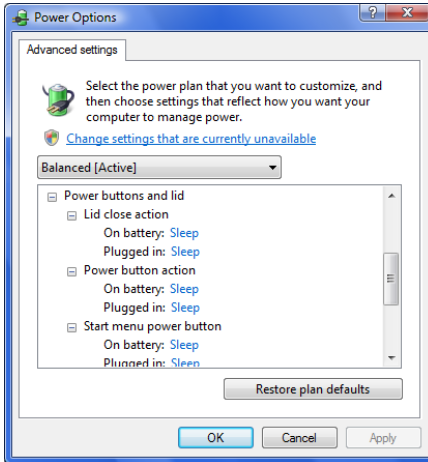 Power Options
Advanced settings
Select the power plan that you want to customize, and
then choose settings that reflect how you want your
computer to manage power.
Change settings that are currently unavailable
Balanced [Active]
Power buttons and lid
Lid close action
On battery: Sleep
Plugged in: Sleep
Power button action
On battery: Sleep
Plugged in: Sleep
Start menu power button
On battery: Sleep
Plugged in: Sleep
Restore plan defaults
OK Cancel Apply